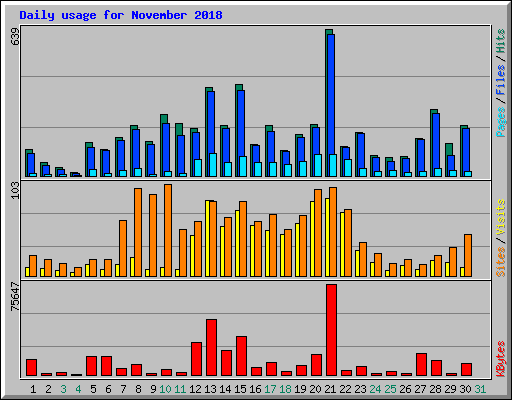 Daily usage for November 2018
639
Pages / Files / Hits
103
Sites / Visits
75647
KBytes
1 2 3 4 5 6 7 8 9 10 11 12 13 14 15 16 17 18 19 20 21 22 23 24 25 26 27 28 29 30 31